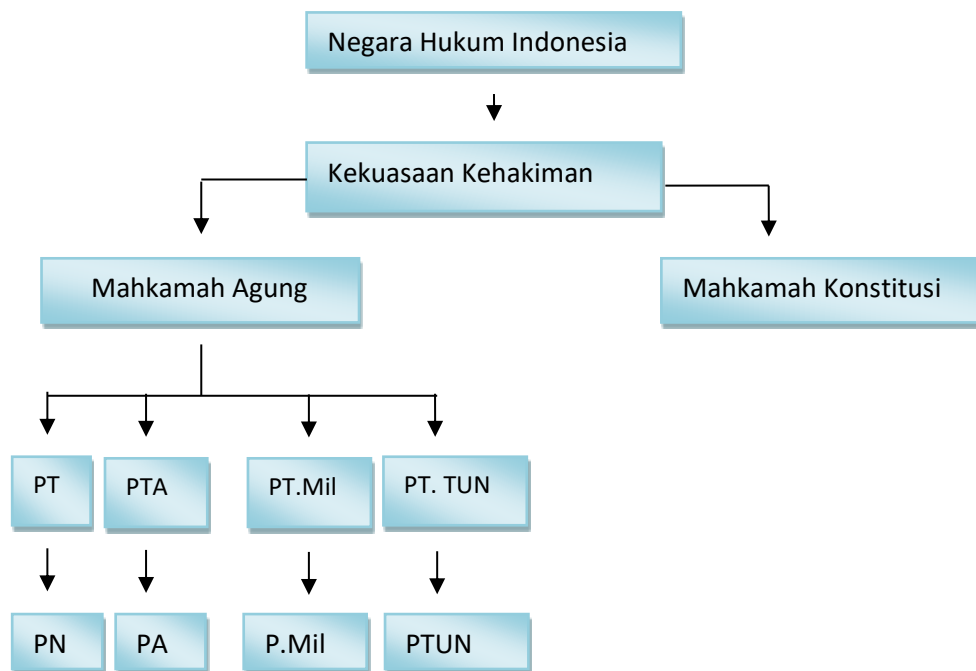 Negara Hukum Indonesia
Kekuasaan Kehakiman
Mahkamah Agung
Mahkamah Konstitusi
PT
PTA
PT.Mil
PT. TUN
PN
PA
P.Mil
PTUN